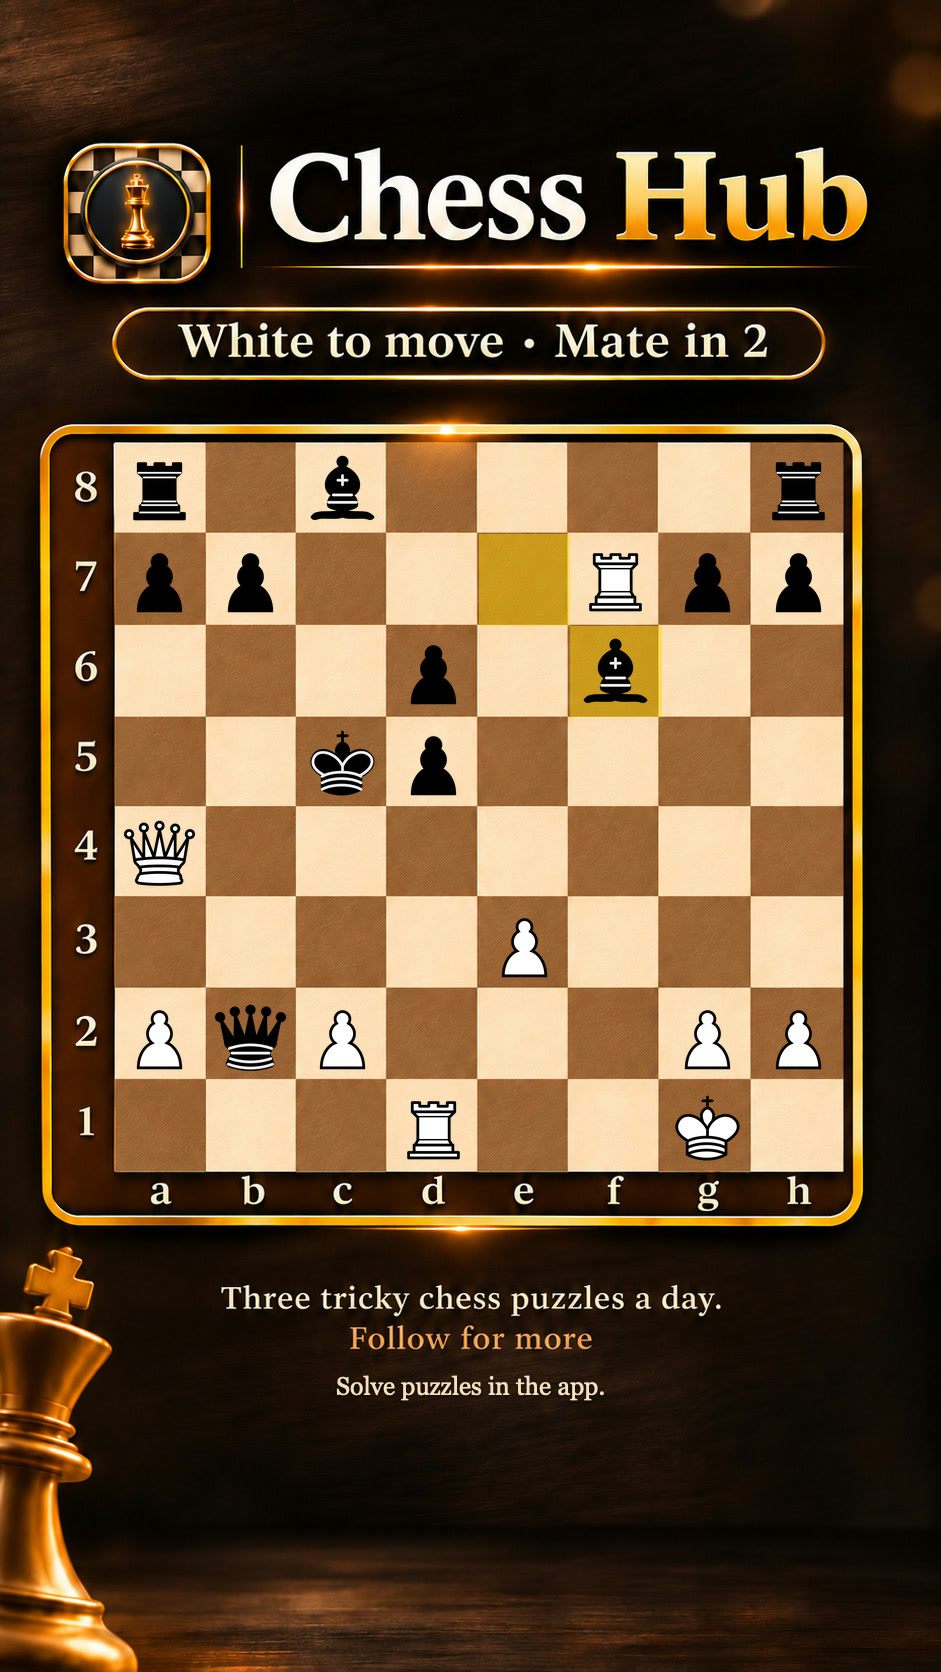 Chess Hub
White to move • Mate in 2
8
7
6
5
4
3
2
1
a b c d e f g h
Three tricky chess puzzles a day.
Follow for more
Solve puzzles in the app.